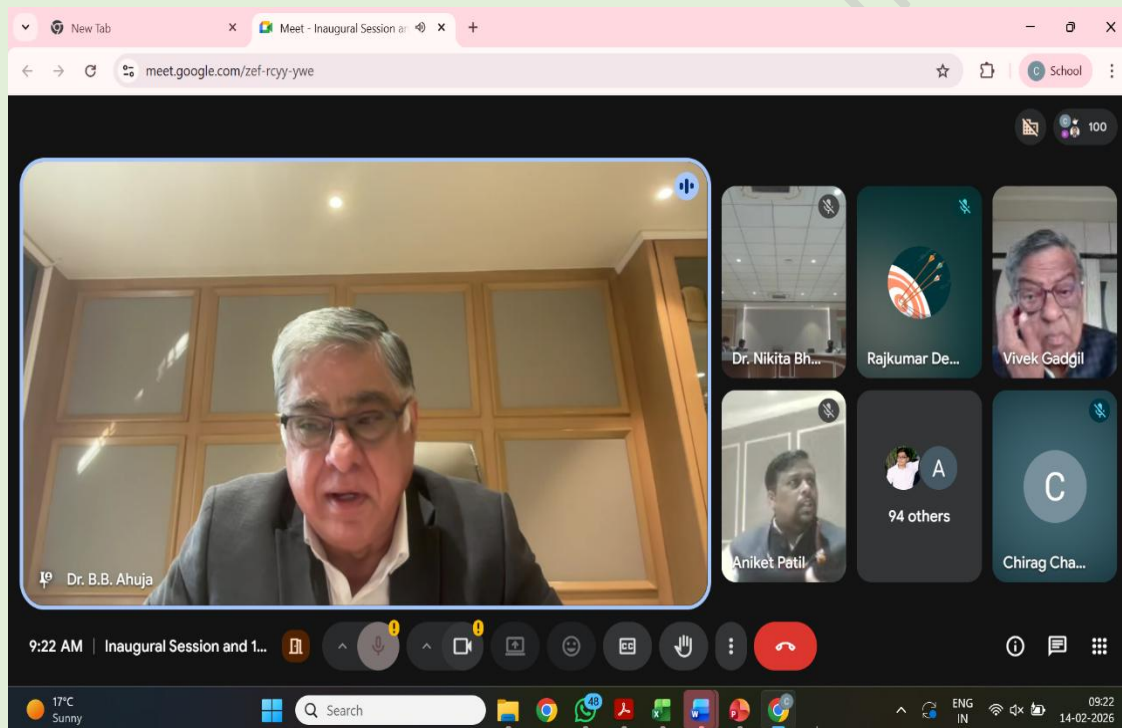 New Tab
Meet - Inaugural Session ar
meet.google.com/zef-rcyy-ywe
C School
100
Dr. Nikita Bh...
Rajkumar De...
Vivek Gadgil
Dr. B.B. Ahuja
Aniket Patil
A
94 others
C
Chirag Cha...
9:22 AM | Inaugural Session and 1...
CC
17°C
Sunny
Search
48
ENG
IN
09:22
14-02-2026